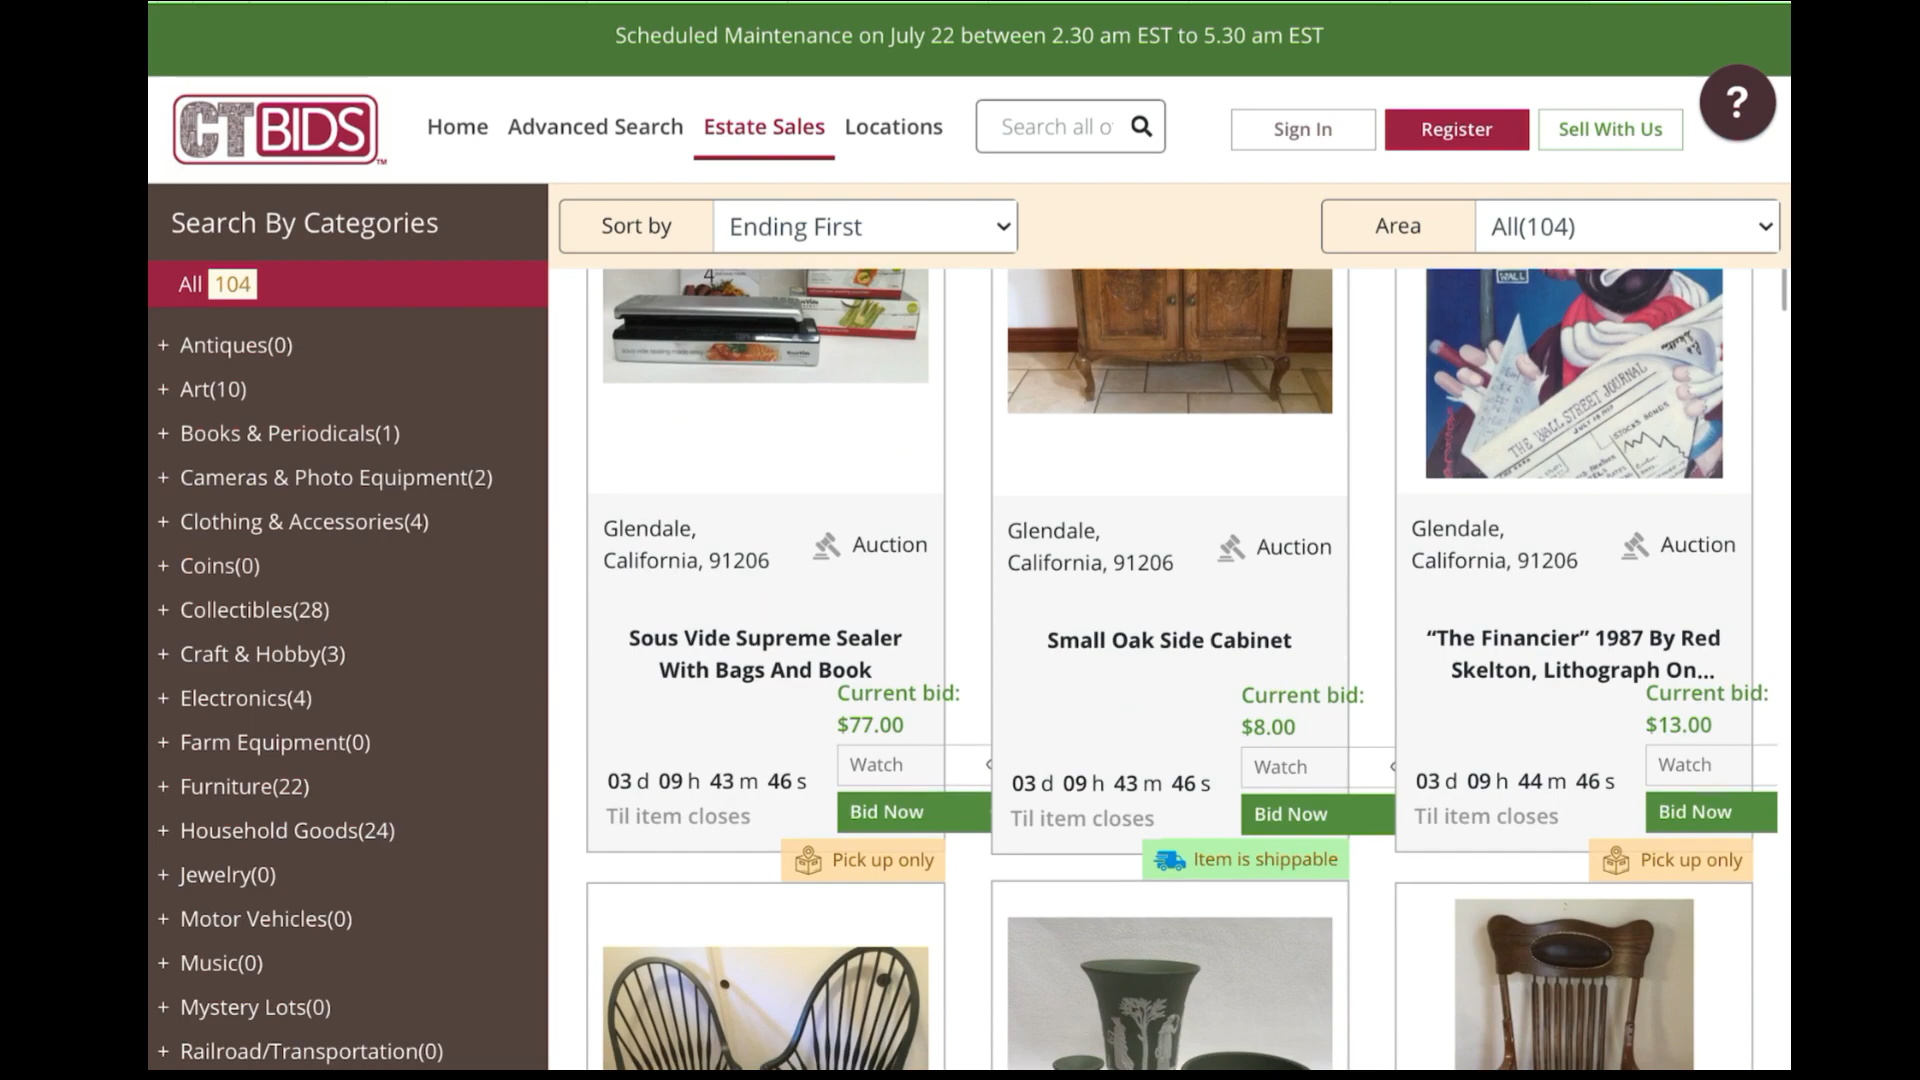 Scheduled Maintenance on July 22 between 2.30 am EST to 5.30 am EST
CTBIDS™
Home
Advanced Search
Estate Sales
Locations
Search all o
Sign In
Register
Sell With Us
?
Search By Categories
All 104
+ Antiques(0)
+ Art(10)
+ Books & Periodicals(1)
+ Cameras & Photo Equipment(2)
+ Clothing & Accessories(4)
+ Coins(0)
+ Collectibles(28)
+ Craft & Hobby(3)
+ Electronics(4)
+ Farm Equipment(0)
+ Furniture(22)
+ Household Goods(24)
+ Jewelry(0)
+ Motor Vehicles(0)
+ Music(0)
+ Mystery Lots(0)
+ Railroad/Transportation(0)
Sort by
Ending First
Area
All(104)
4
WALL
THE WALL STREET JOURNAL
STOCKS BONDS
Glendale,
California, 91206
Auction
Sous Vide Supreme Sealer
With Bags And Book
Current bid:
$77.00
Watch
03 d 09 h 43 m 46 s
Til item closes
Bid Now
Glendale,
California, 91206
Auction
Small Oak Side Cabinet
Current bid:
$8.00
Watch
03 d 09 h 43 m 46 s
Til item closes
Bid Now
Glendale,
California, 91206
Auction
“The Financier” 1987 By Red
Skelton, Lithograph On...
Current bid:
$13.00
Watch
03 d 09 h 44 m 46 s
Til item closes
Bid Now
Pick up only
Item is shippable
Pick up only